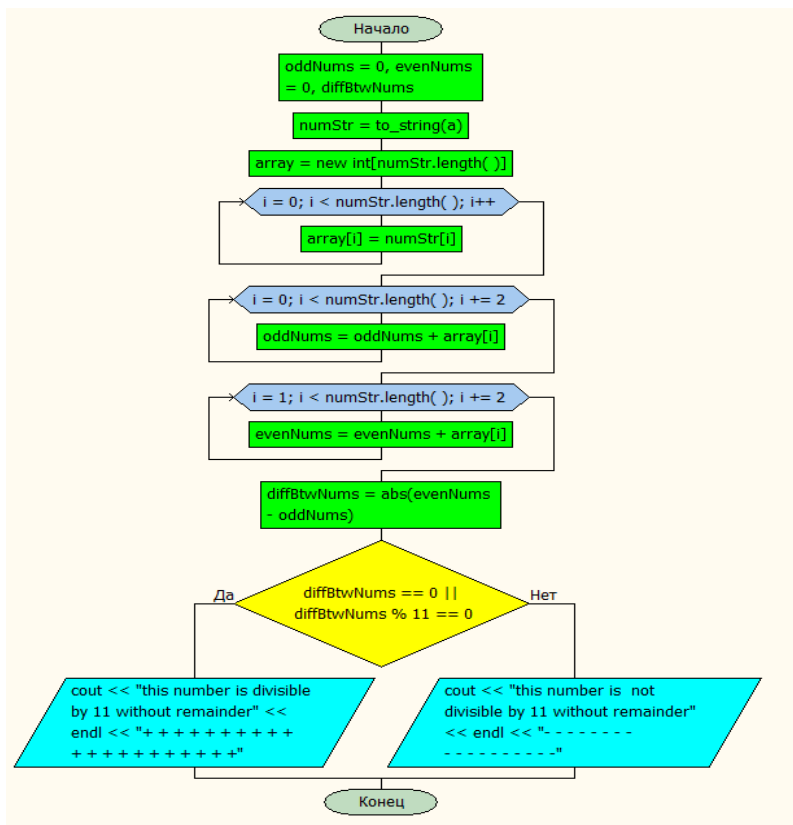 Начало
oddNums = 0, evenNums
= 0, diffBtwNums
numStr = to_string(a)
array = new int[numStr.length( )]
i = 0; i < numStr.length( ); i++
array[i] = numStr[i]
i = 0; i < numStr.length( ); i += 2
oddNums = oddNums + array[i]
i = 1; i < numStr.length( ); i += 2
evenNums = evenNums + array[i]
diffBtwNums = abs(evenNums
- oddNums)
Да
diffBtwNums == 0 ||
diffBtwNums % 11 == 0
Нет
cout << "this number is divisible
by 11 without remainder" <<
endl << "+ + + + + + + + + +
+ + + + + + + + + + +"
cout << "this number is  not
divisible by 11 without remainder"
<< endl << "- - - - - - - -
- - - - - - - - - -"
Конец